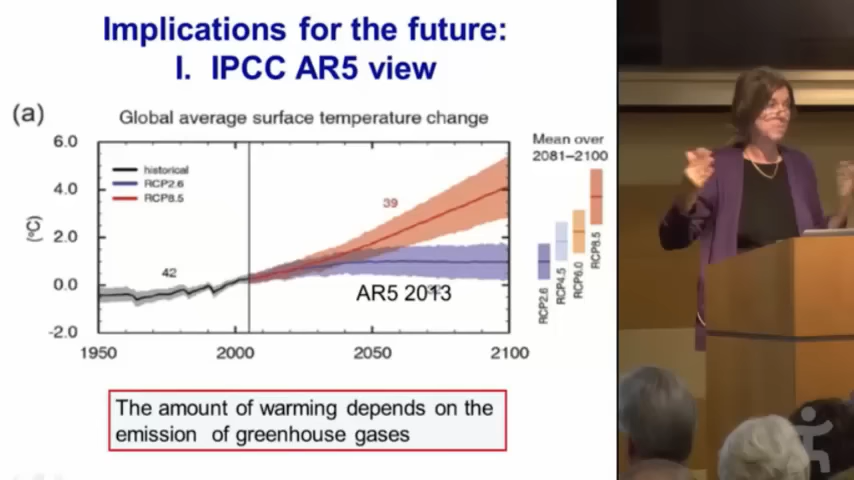 Implications for the future:
I. IPCC AR5 view
(a)
Global average surface temperature change
6.0
4.0
2.0
0.0
-2.0
(°C)
historical
RCP2.6
RCP8.5
42
39
AR5 2013
1950
2000
2050
2100
Mean over
2081–2100
RCP2.6
RCP4.5
RCP6.0
RCP8.5
The amount of warming depends on the
emission of greenhouse gases